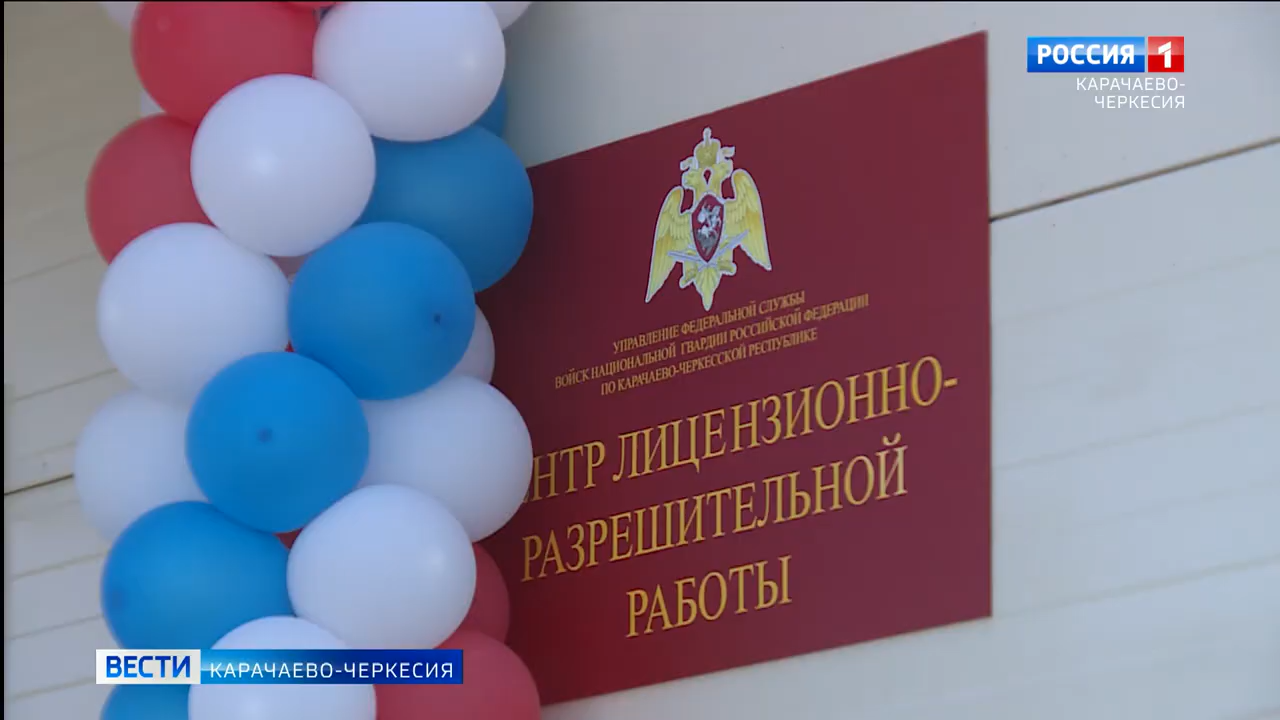 РОССИЯ 1
КАРАЧАЕВО-
ЧЕРКЕСИЯ
УПРАВЛЕНИЕ ФЕДЕРАЛЬНОЙ СЛУЖБЫ
ВОЙСК НАЦИОНАЛЬНОЙ ГВАРДИИ РОССИЙСКОЙ ФЕДЕРАЦИИ
ПО КАРАЧАЕВО-ЧЕРКЕССКОЙ РЕСПУБЛИКЕ
НТР ЛИЦЕНЗИОННО-
РАЗРЕШИТЕЛЬНОЙ
РАБОТЫ
ВЕСТИ КАРАЧАЕВО-ЧЕРКЕСИЯ